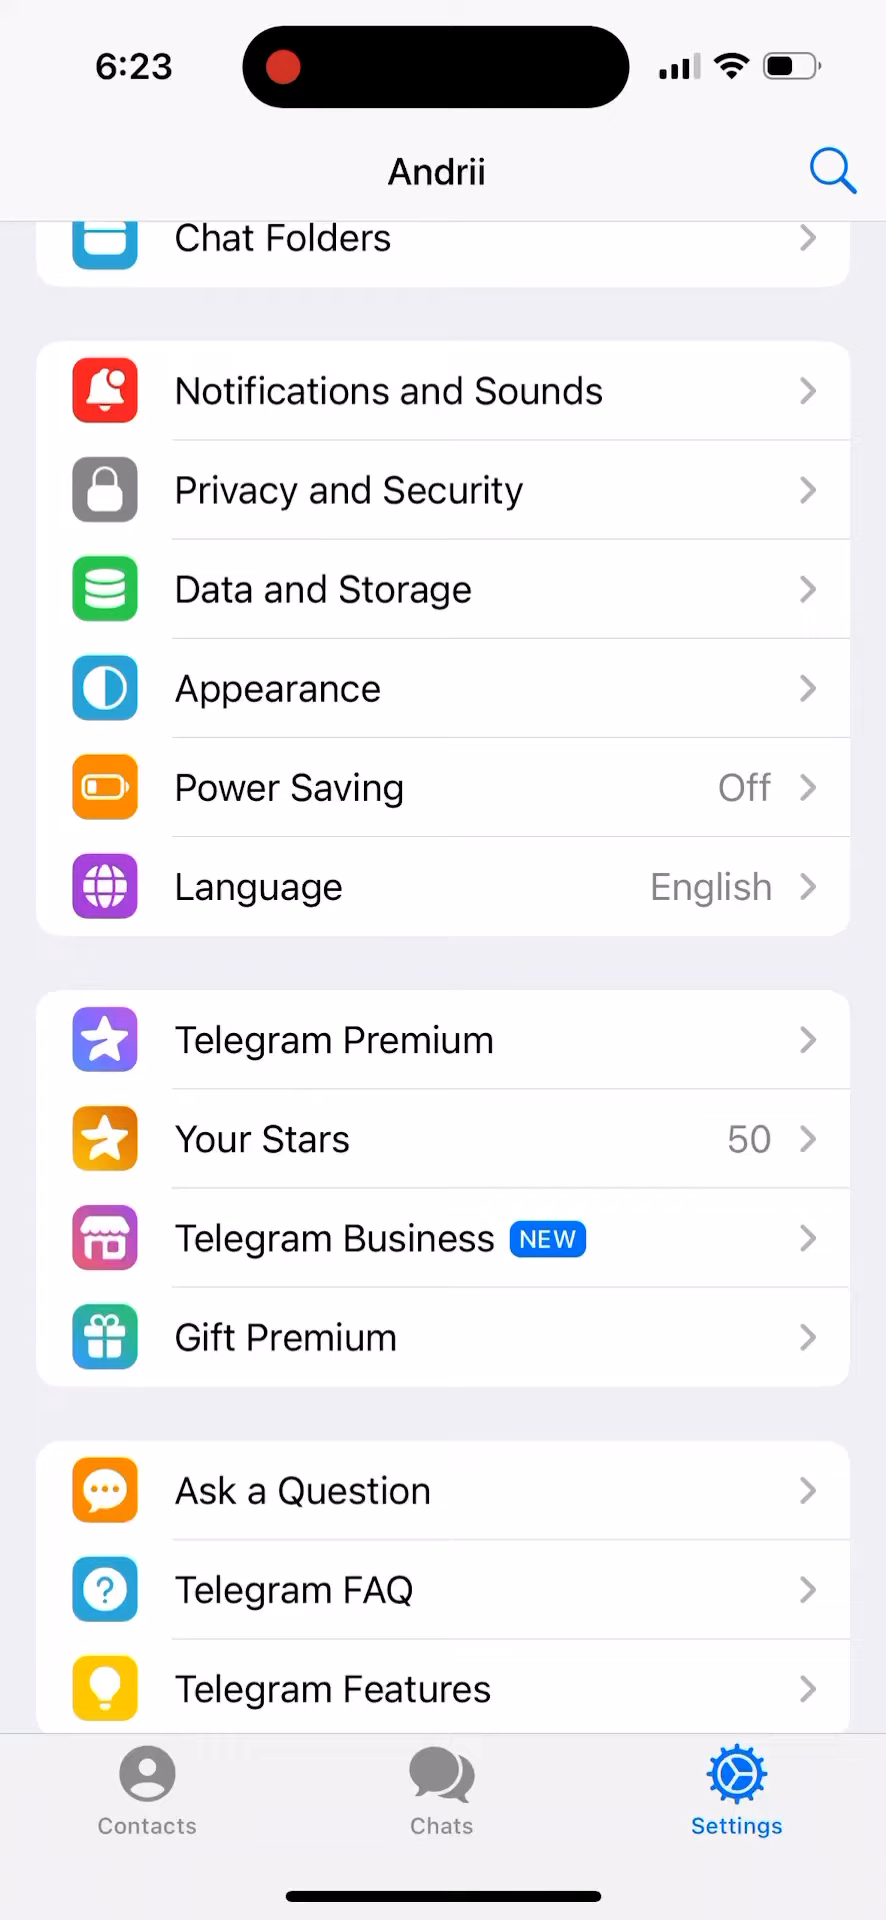 6:23
Andrii
Chat Folders
Notifications and Sounds
Privacy and Security
Data and Storage
Appearance
Power Saving Off
Language English
Telegram Premium
Your Stars 50
Telegram Business NEW
Gift Premium
Ask a Question
Telegram FAQ
Telegram Features
Contacts Chats Settings